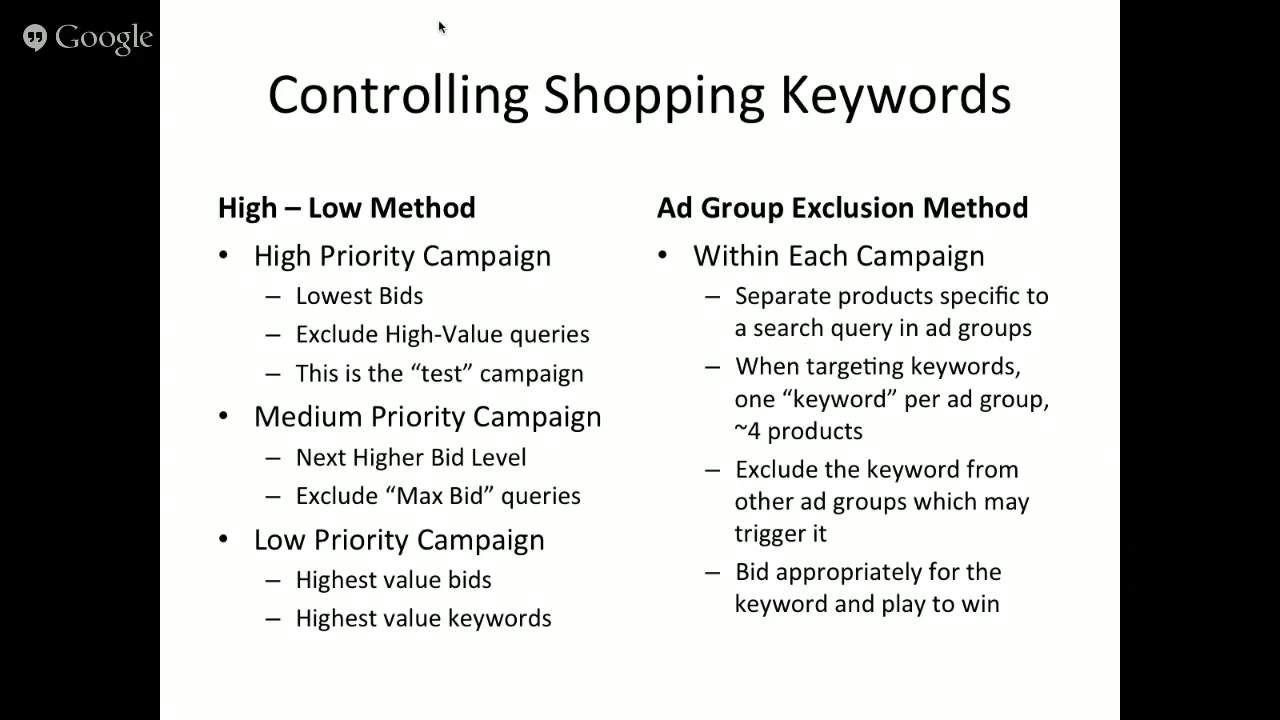 Google
Controlling Shopping Keywords
High – Low Method
• High Priority Campaign
– Lowest Bids
– Exclude High-Value queries
– This is the “test” campaign
• Medium Priority Campaign
– Next Higher Bid Level
– Exclude “Max Bid” queries
• Low Priority Campaign
– Highest value bids
– Highest value keywords
Ad Group Exclusion Method
• Within Each Campaign
– Separate products specific to
a search query in ad groups
– When targeting keywords,
one “keyword” per ad group,
~4 products
– Exclude the keyword from
other ad groups which may
trigger it
– Bid appropriately for the
keyword and play to win